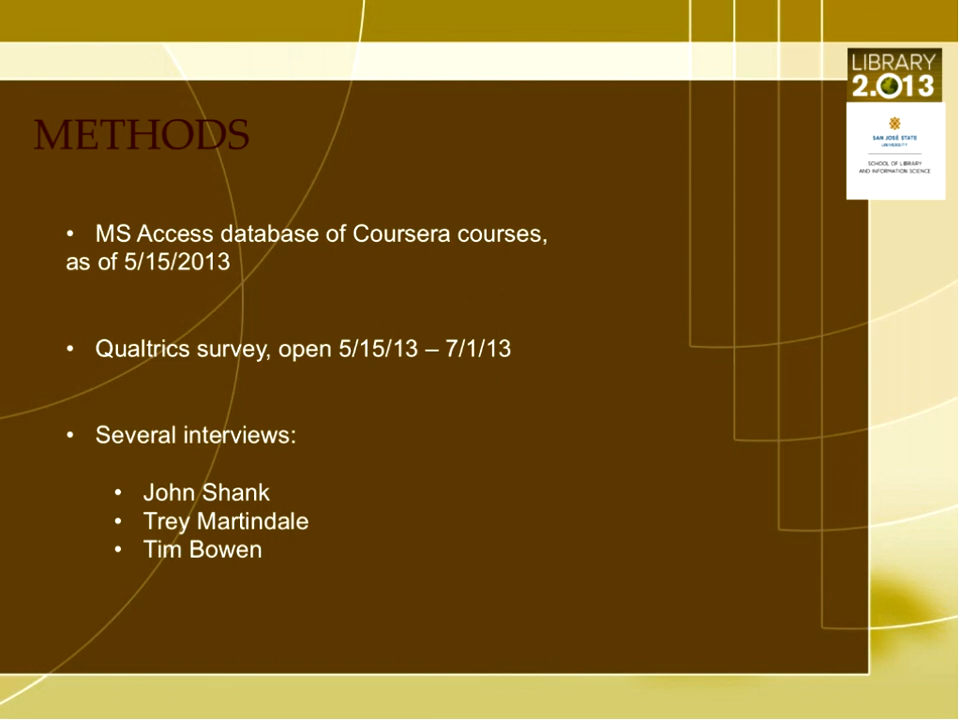 LIBRARY
2.013
SAN JOSÉ STATE
UNIVERSITY
SCHOOL OF LIBRARY
AND INFORMATION SCIENCE
METHODS
• MS Access database of Coursera courses,
as of 5/15/2013
• Qualtrics survey, open 5/15/13 – 7/1/13
• Several interviews:
• John Shank
• Trey Martindale
• Tim Bowen